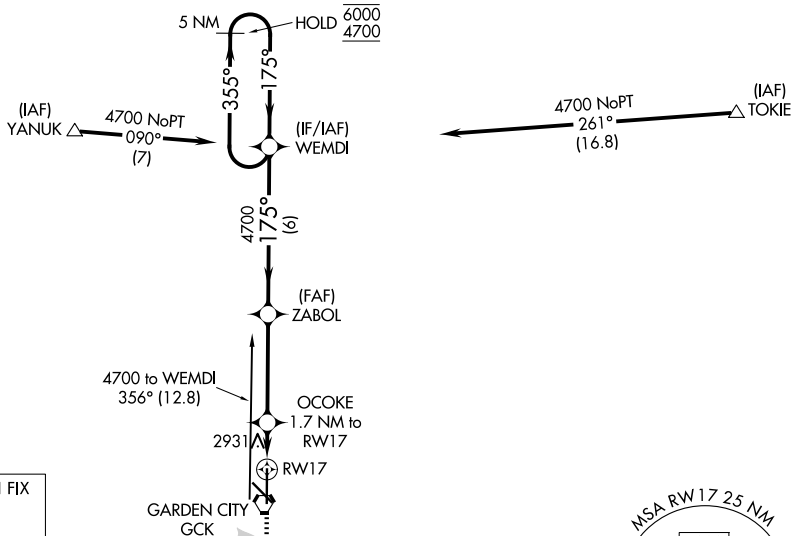 5 NM
HOLD
6000
4700
355°
175°
(IAF)
YANUK
4700 NoPT
090°
(7)
(IF/IAF)
WEMDI
4700 NoPT
261°
(16.8)
(IAF)
TOKIE
4700
175°
(6)
(FAF)
ZABOL
4700 to WEMDI
356° (12.8)
OCOKE
1.7 NM to
RW17
2931
RW17
FIX
GARDEN CITY
GCK
MSA RW17 25 NM